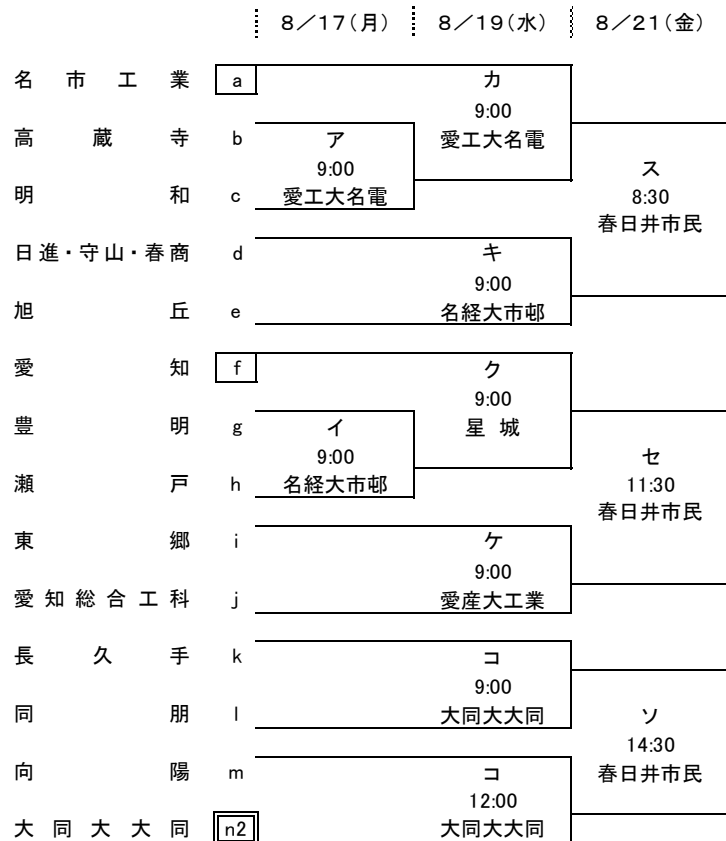 8／17（月） 8／19（水） 8／21（金）
名市工業 a カ
9:00
高蔵寺 b ア 愛工大名電
9:00 ス
明和 c 愛工大名電 8:30
春日井市民
日進・守山・春商 d キ
9:00
旭丘 e 名経大市邨
愛知 f ク
9:00
豊明 g イ 星城
9:00 セ
瀬戸 h 名経大市邨 11:30
春日井市民
東郷 i ケ
9:00
愛知総合工科 j 愛産大工業
長久手 k コ
9:00
同朋 l 大同大大同 ソ
14:30
向陽 m コ 春日井市民
12:00
大同大大同 n2 大同大大同